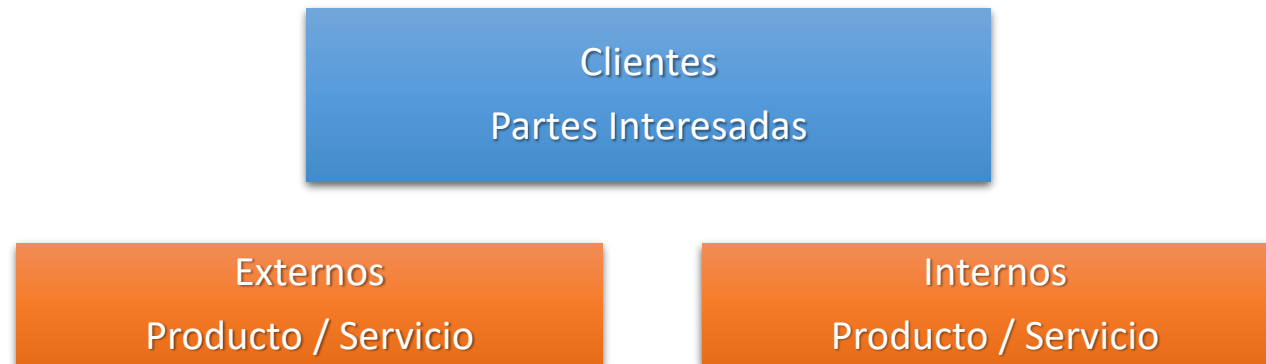 Clientes
Partes Interesadas
Externos
Producto / Servicio
Internos
Producto / Servicio